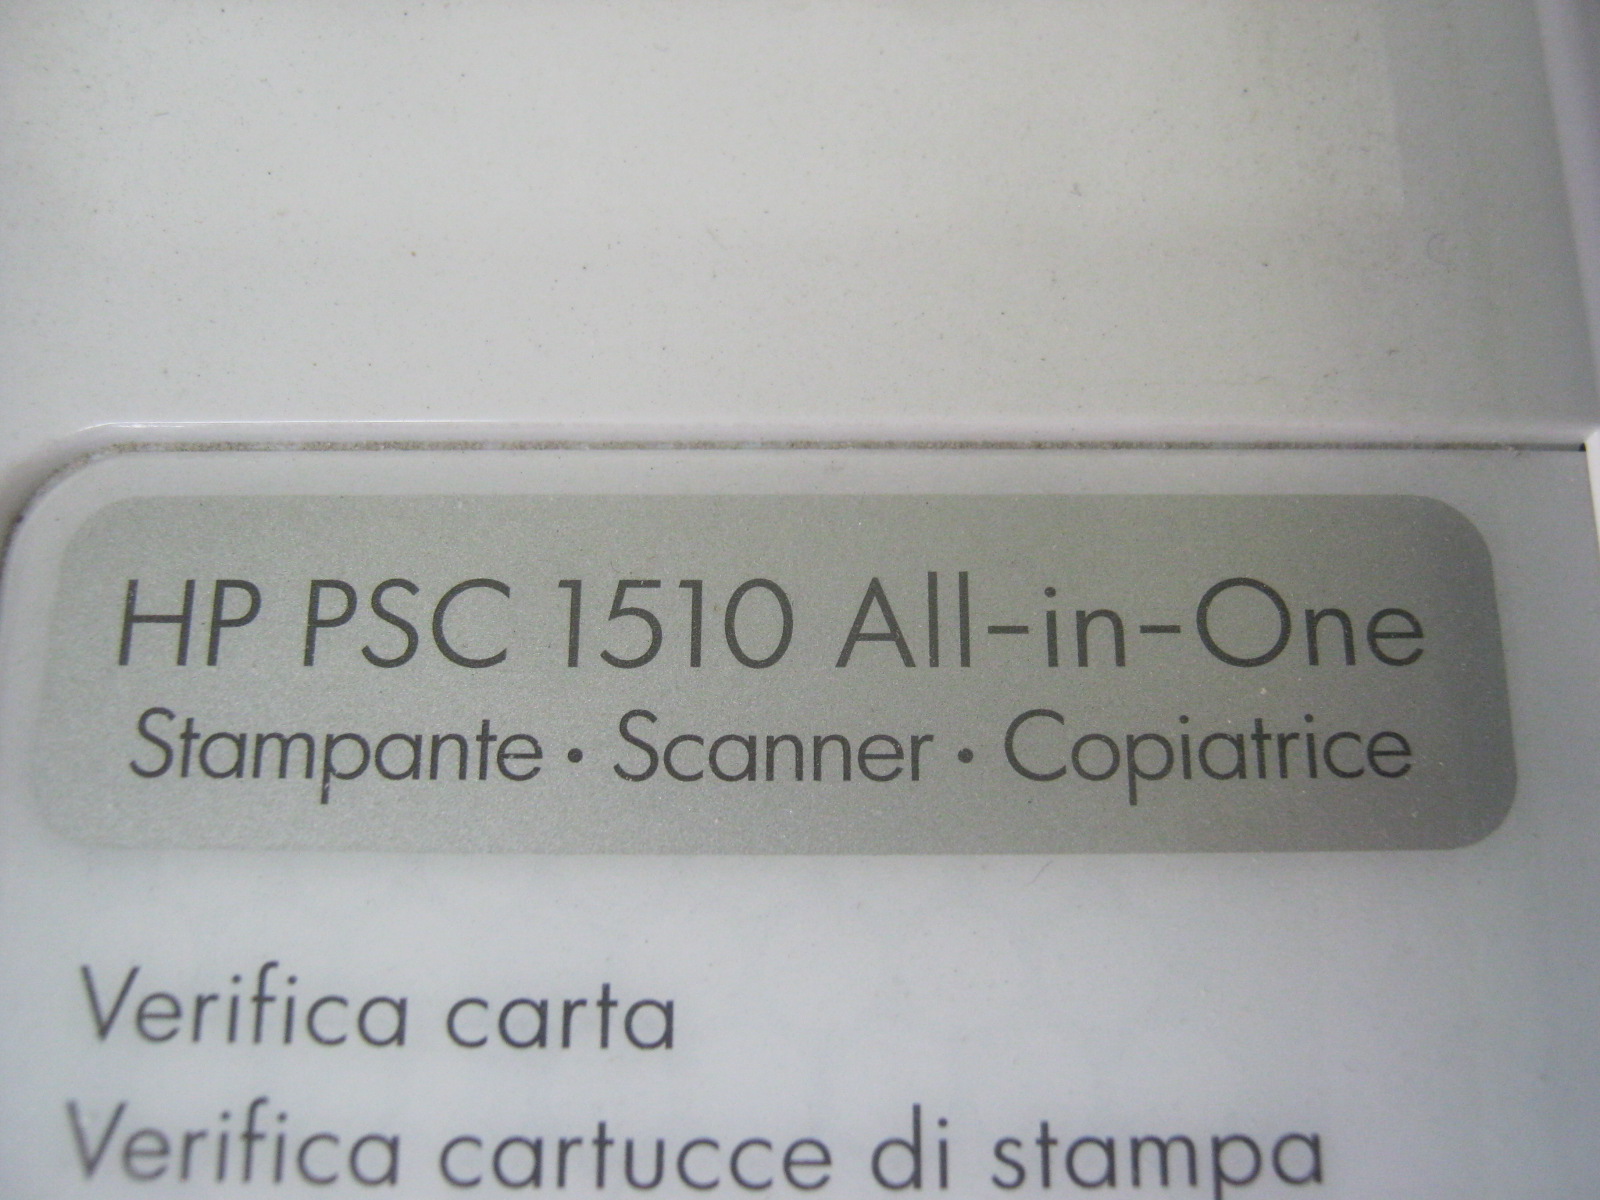 HP PSC 1510 All-in-One
Stampante • Scanner • Copiatrice
Verifica carta
Verifica cartucce di stampa